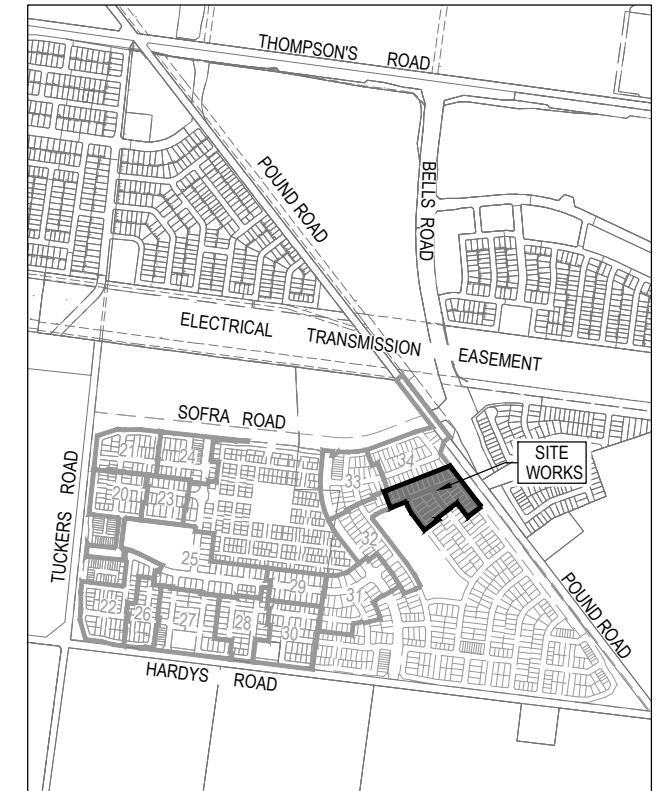 THOMPSON'S ROAD
POUND ROAD
BELLS ROAD
ELECTRICAL TRANSMISSION EASEMENT
SOFRA ROAD
TUCKERS ROAD
SITE
WORKS
21
24
34
33
20
23
32
25
29
31
22
26
27
28
30
POUND ROAD
HARDYS ROAD